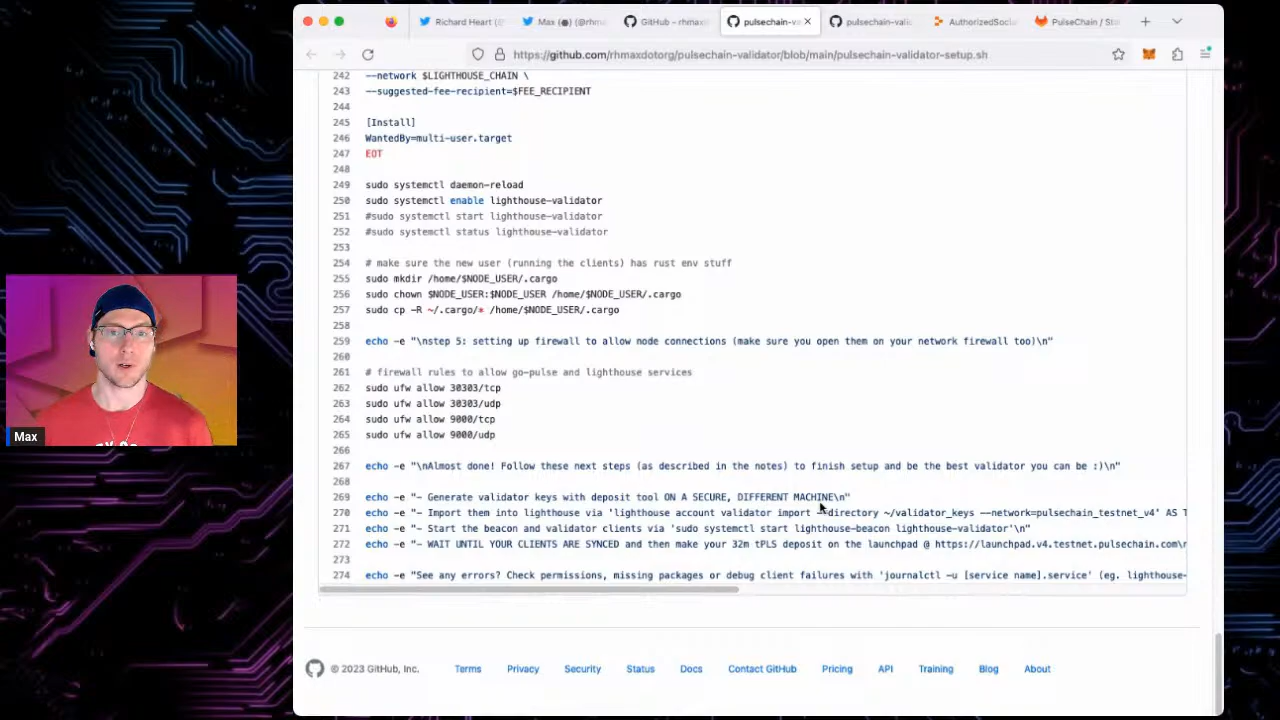 Richard Heart (@
Max (⬣) (@rhm
GitHub – rhmaxd
pulsechain-va
pulsechain-valid
AuthorizedSocia
PulseChain / Sta
https://github.com/rhmaxdotorg/pulsechain-validator/blob/main/pulsechain-validator-setup.sh
242 --network $LIGHTHOUSE_CHAIN \
243 --suggested-fee-recipient=$FEE_RECIPIENT
244
245 [Install]
246 WantedBy=multi-user.target
247 EOT
248
249 sudo systemctl daemon-reload
250 sudo systemctl enable lighthouse-validator
251 #sudo systemctl start lighthouse-validator
252 #sudo systemctl status lighthouse-validator
253
254 # make sure the new user (running the clients) has rust env stuff
255 sudo mkdir /home/$NODE_USER/.cargo
256 sudo chown $NODE_USER:$NODE_USER /home/$NODE_USER/.cargo
257 sudo cp -R ~/.cargo/* /home/$NODE_USER/.cargo
258
259 echo -e "\nstep 5: setting up firewall to allow node connections (make sure you open them on your network firewall too)\n"
260
261 # firewall rules to allow go-pulse and lighthouse services
262 sudo ufw allow 30303/tcp
263 sudo ufw allow 30303/udp
264 sudo ufw allow 9000/tcp
265 sudo ufw allow 9000/udp
266
267 echo -e "\nAlmost done! Follow these next steps (as described in the notes) to finish setup and be the best validator you can be :)\n"
268
269 echo -e "- Generate validator keys with deposit tool ON A SECURE, DIFFERENT MACHINE\n"
270 echo -e "- Import them into lighthouse via 'lighthouse account validator import --directory ~/validator_keys --network=pulsechain_testnet_v4' AS T
271 echo -e "- Start the beacon and validator clients via 'sudo systemctl start lighthouse-beacon lighthouse-validator'\n"
272 echo -e "- WAIT UNTIL YOUR CLIENTS ARE SYNCED and then make your 32m tPLS deposit on the launchpad @ https://launchpad.v4.testnet.pulsechain.com\n
273
274 echo -e "See any errors? Check permissions, missing packages or debug client failures with 'journalctl -u [service name].service' (eg. lighthouse-
© 2023 GitHub, Inc. Terms Privacy Security Status Docs Contact GitHub Pricing API Training Blog About
Max